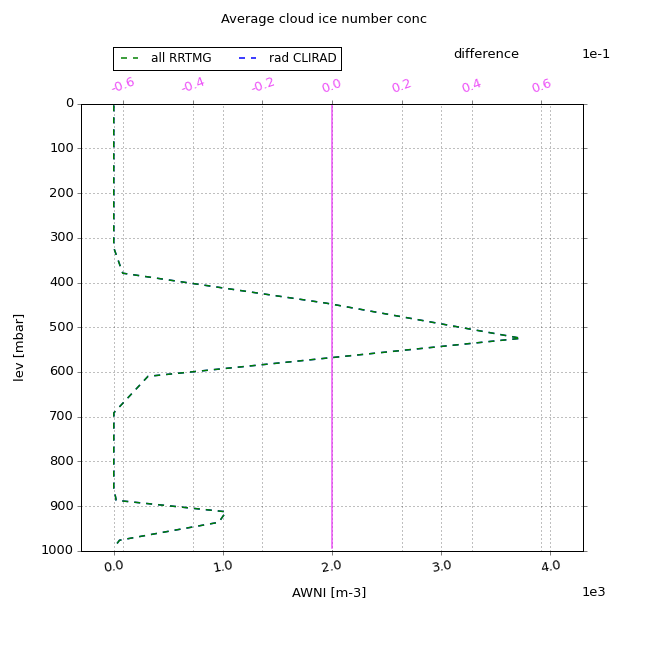 Average cloud ice number conc
all RRTMG rad CLIRAD
difference 1e-1
-0.6 -0.4 -0.2 0.0 0.2 0.4 0.6
0
100
200
300
400
500
600
700
800
900
1000
lev [mbar]
0.0 1.0 2.0 3.0 4.0
AWNI [m-3] 1e3